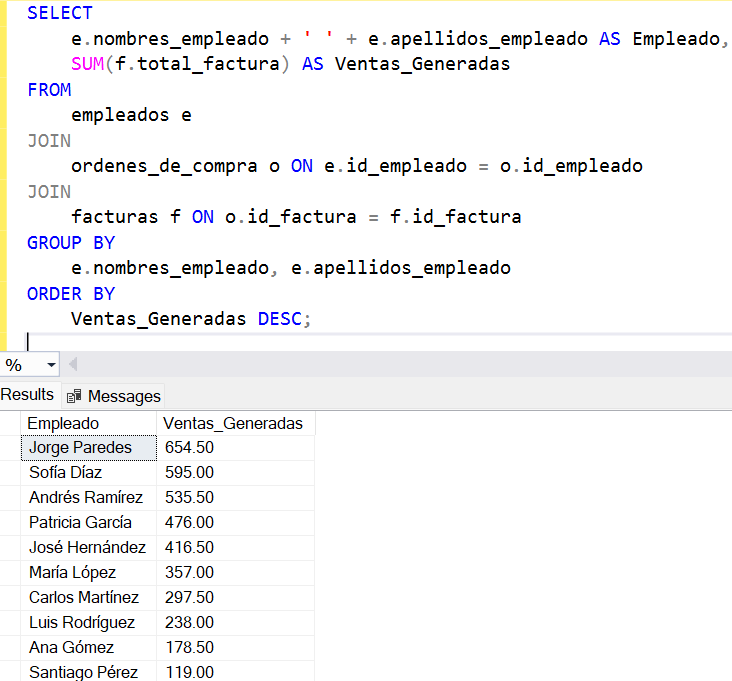 SELECT
e.nombres_empleado + ' ' + e.apellidos_empleado AS Empleado,
SUM(f.total_factura) AS Ventas_Generadas
FROM
empleados e
JOIN
ordenes_de_compra o ON e.id_empleado = o.id_empleado
JOIN
facturas f ON o.id_factura = f.id_factura
GROUP BY
e.nombres_empleado, e.apellidos_empleado
ORDER BY
Ventas_Generadas DESC;
%
Results Messages
Empleado Ventas_Generadas
Jorge Paredes 654.50
Sofía Díaz 595.00
Andrés Ramírez 535.50
Patricia García 476.00
José Hernández 416.50
María López 357.00
Carlos Martínez 297.50
Luis Rodríguez 238.00
Ana Gómez 178.50
Santiago Pérez 119.00